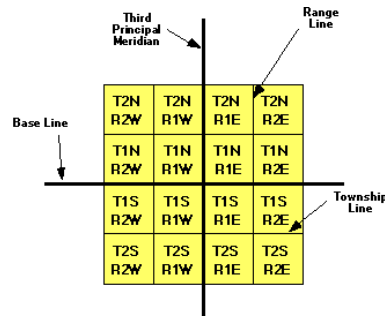 Third
Principal
Meridian
Range
Line
T2N T2N T2N T2N
R2W R1W R1E R2E
Base Line
T1N T1N T1N T1N
R2W R1W R1E R2E
T1S T1S T1S T1S
R2W R1W R1E R2E
Township
Line
T2S T2S T2S T2S
R2W R1W R1E R2E